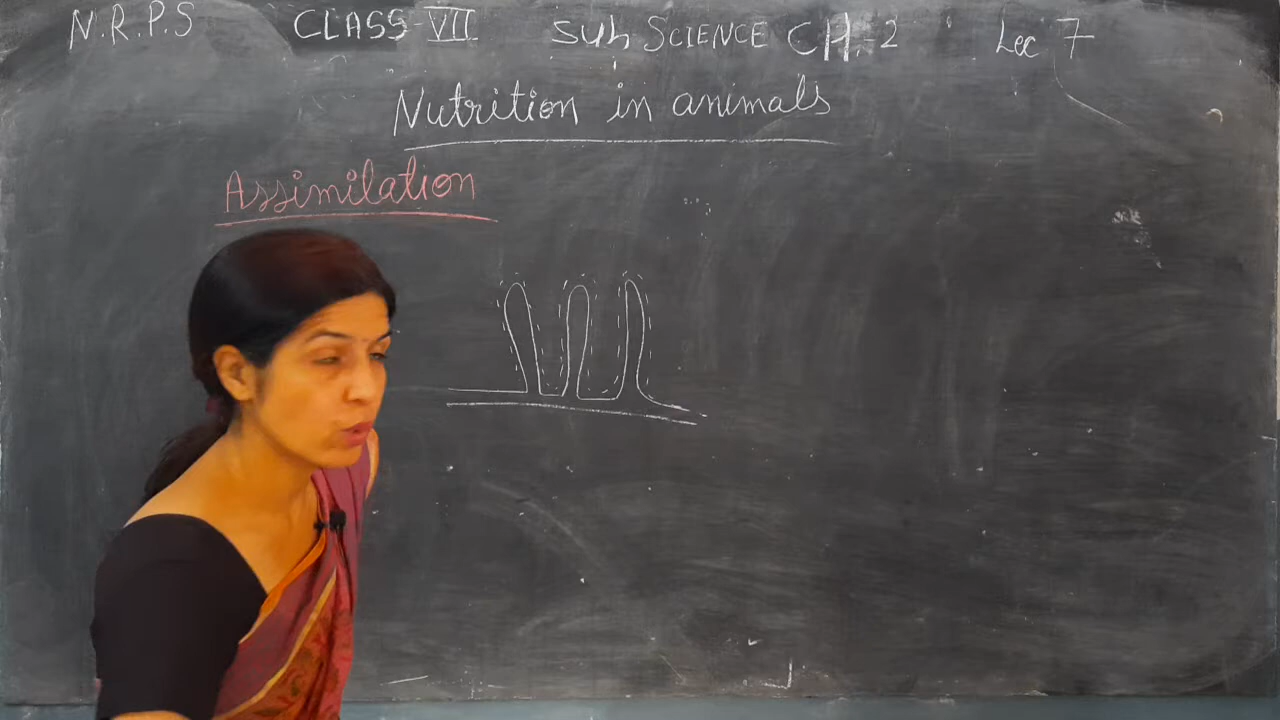 N.R.P.S CLASS-VII Sub SCIENCE CH.-2 Lec 7
Nutrition in animals
Assimilation